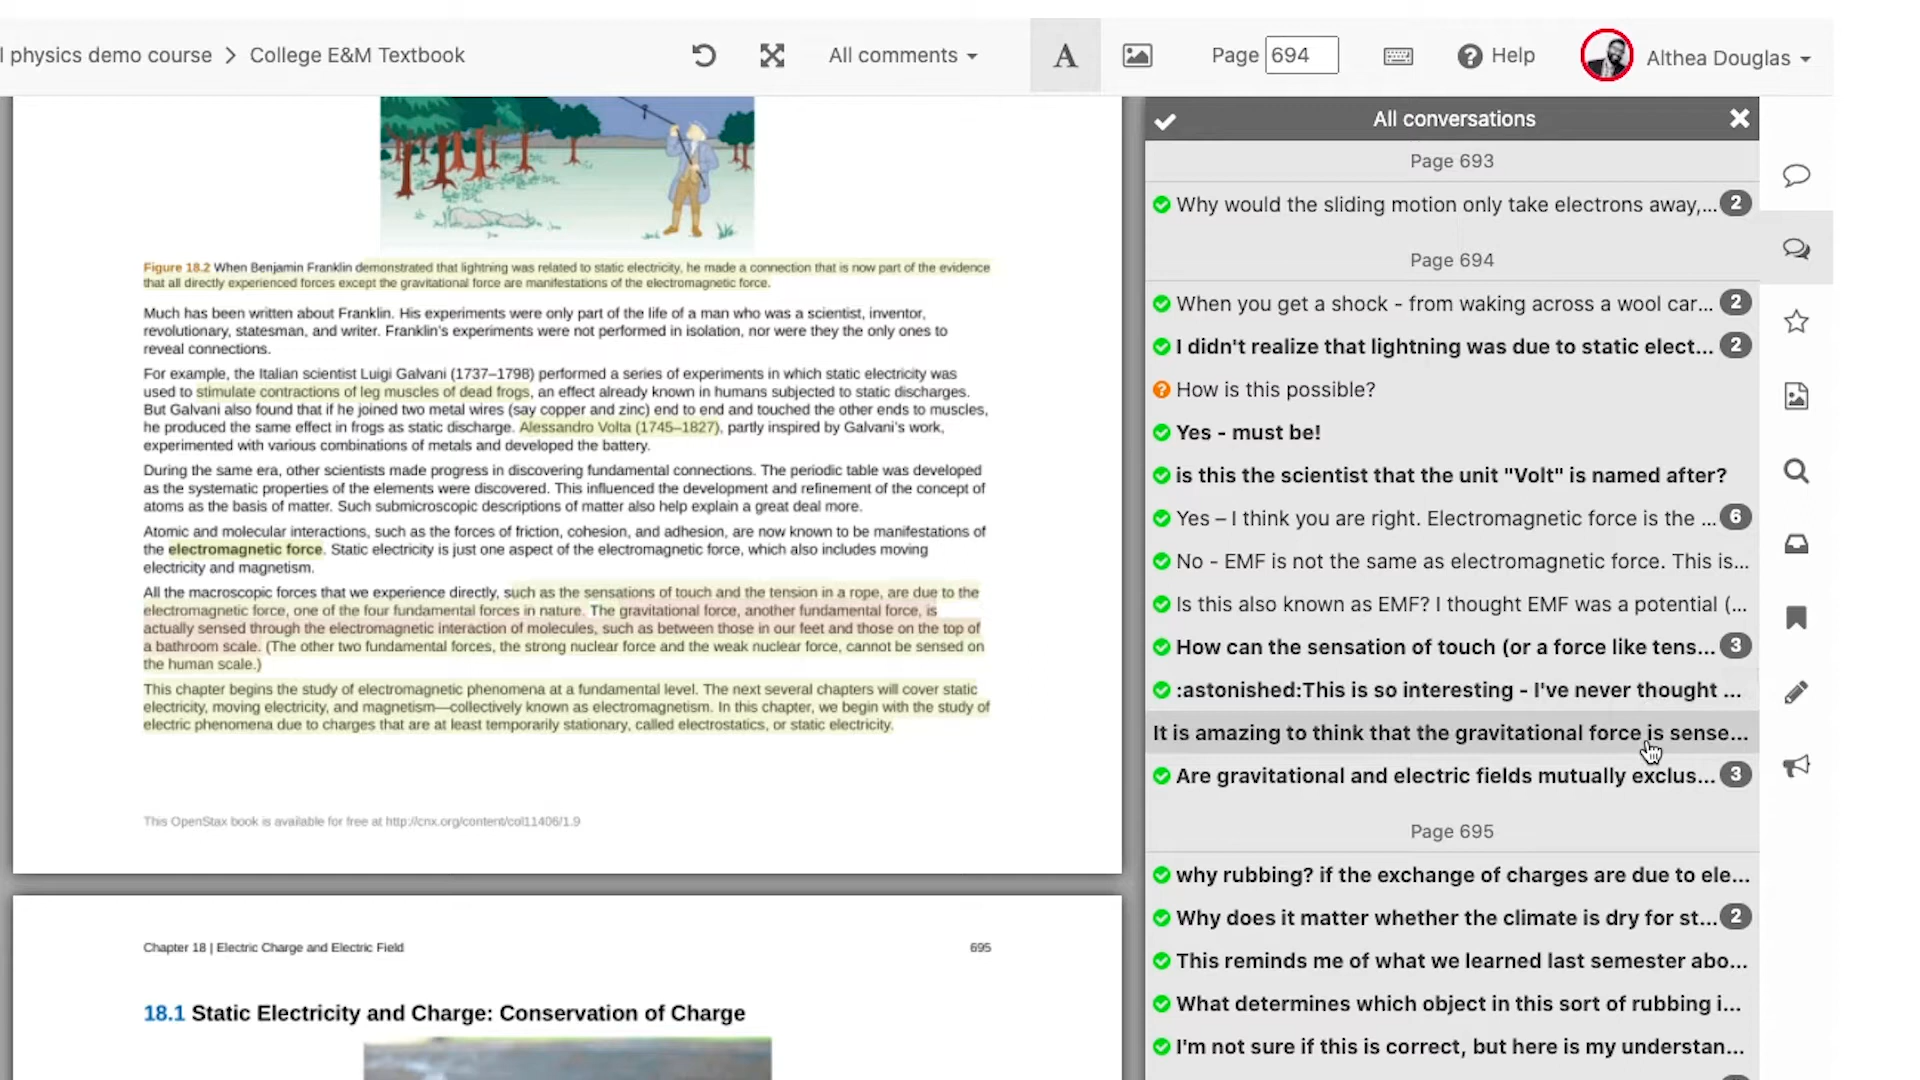 l physics demo course > College E&M Textbook
All comments
A
Page 694
Help
Althea Douglas
Figure 18.2 When Benjamin Franklin demonstrated that lightning was related to static electricity, he made a connection that is now part of the evidence
that all directly experienced forces except the gravitational force are manifestations of the electromagnetic force.
Much has been written about Franklin. His experiments were only part of the life of a man who was a scientist, inventor,
revolutionary, statesman, and writer. Franklin's experiments were not performed in isolation, nor were they the only ones to
reveal connections.
For example, the Italian scientist Luigi Galvani (1737–1798) performed a series of experiments in which static electricity was
used to stimulate contractions of leg muscles of dead frogs, an effect already known in humans subjected to static discharges.
But Galvani also found that if he joined two metal wires (say copper and zinc) end to end and touched the other ends to muscles,
he produced the same effect in frogs as static discharge. Alessandro Volta (1745–1827), partly inspired by Galvani's work,
experimented with various combinations of metals and developed the battery.
During the same era, other scientists made progress in discovering fundamental connections. The periodic table was developed
as the systematic properties of the elements were discovered. This influenced the development and refinement of the concept of
atoms as the basis of matter. Such submicroscopic descriptions of matter also help explain a great deal more.
Atomic and molecular interactions, such as the forces of friction, cohesion, and adhesion, are now known to be manifestations of
the electromagnetic force. Static electricity is just one aspect of the electromagnetic force, which also includes moving
electricity and magnetism.
All the macroscopic forces that we experience directly, such as the sensations of touch and the tension in a rope, are due to the
electromagnetic force, one of the four fundamental forces in nature. The gravitational force, another fundamental force, is
actually sensed through the electromagnetic interaction of molecules, such as between those in our feet and those on the top of
a bathroom scale. (The other two fundamental forces, the strong nuclear force and the weak nuclear force, cannot be sensed on
the human scale.)
This chapter begins the study of electromagnetic phenomena at a fundamental level. The next several chapters will cover static
electricity, moving electricity, and magnetism—collectively known as electromagnetism. In this chapter, we begin with the study of
electric phenomena due to charges that are at least temporarily stationary, called electrostatics, or static electricity.
This OpenStax book is available for free at http://cnx.org/content/col11406/1.9
Chapter 18 | Electric Charge and Electric Field 695
18.1 Static Electricity and Charge: Conservation of Charge
All conversations
Page 693
Why would the sliding motion only take electrons away,... 2
Page 694
When you get a shock - from waking across a wool car... 2
I didn't realize that lightning was due to static elect... 2
How is this possible?
Yes - must be!
is this the scientist that the unit "Volt" is named after?
Yes – I think you are right. Electromagnetic force is the ... 6
No - EMF is not the same as electromagnetic force. This is...
Is this also known as EMF? I thought EMF was a potential (...
How can the sensation of touch (or a force like tens... 3
:astonished:This is so interesting - I've never thought ...
It is amazing to think that the gravitational force is sense...
Are gravitational and electric fields mutually exclus... 3
Page 695
why rubbing? if the exchange of charges are due to ele...
Why does it matter whether the climate is dry for st... 2
This reminds me of what we learned last semester abo...
What determines which object in this sort of rubbing i...
I'm not sure if this is correct, but here is my understan...